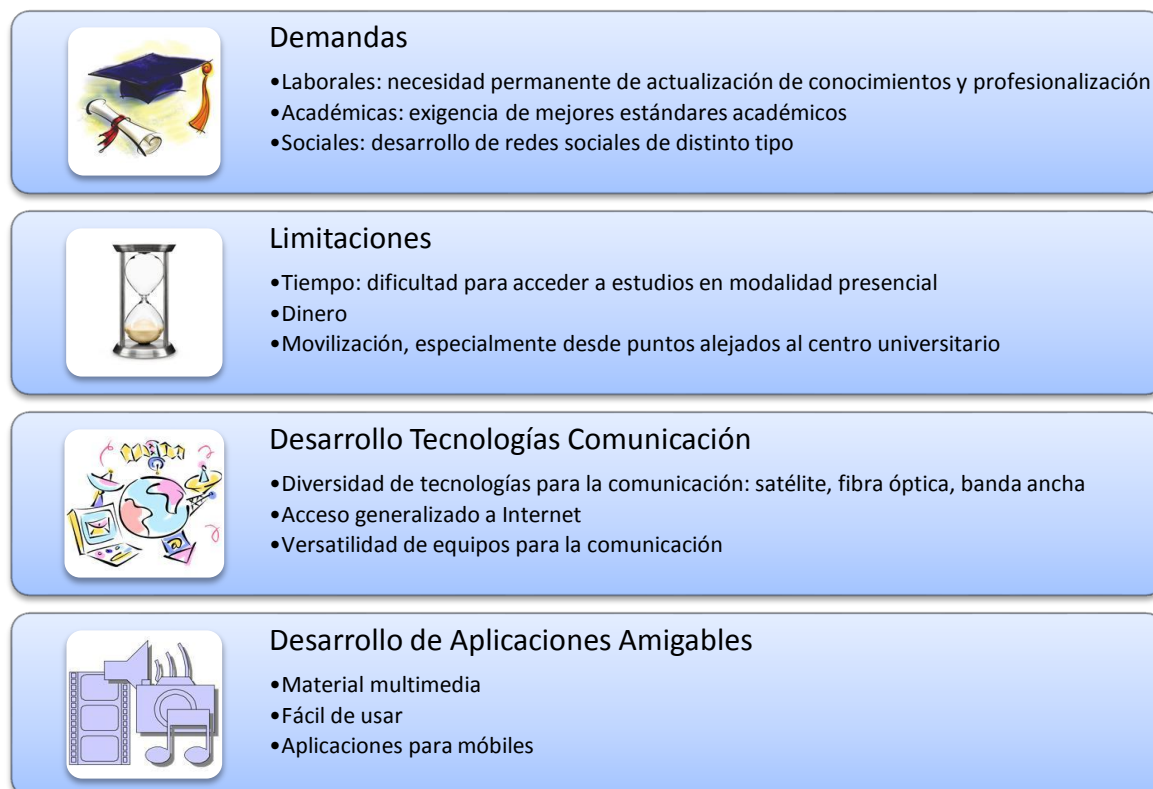 Demandas
•Laborales: necesidad permanente de actualización de conocimientos y profesionalización
•Académicas: exigencia de mejores estándares académicos
•Sociales: desarrollo de redes sociales de distinto tipo
Limitaciones
•Tiempo: dificultad para acceder a estudios en modalidad presencial
•Dinero
•Movilización, especialmente desde puntos alejados al centro universitario
Desarrollo Tecnologías Comunicación
•Diversidad de tecnologías para la comunicación: satélite, fibra óptica, banda ancha
•Acceso generalizado a Internet
•Versatilidad de equipos para la comunicación
Desarrollo de Aplicaciones Amigables
•Material multimedia
•Fácil de usar
•Aplicaciones para móbiles